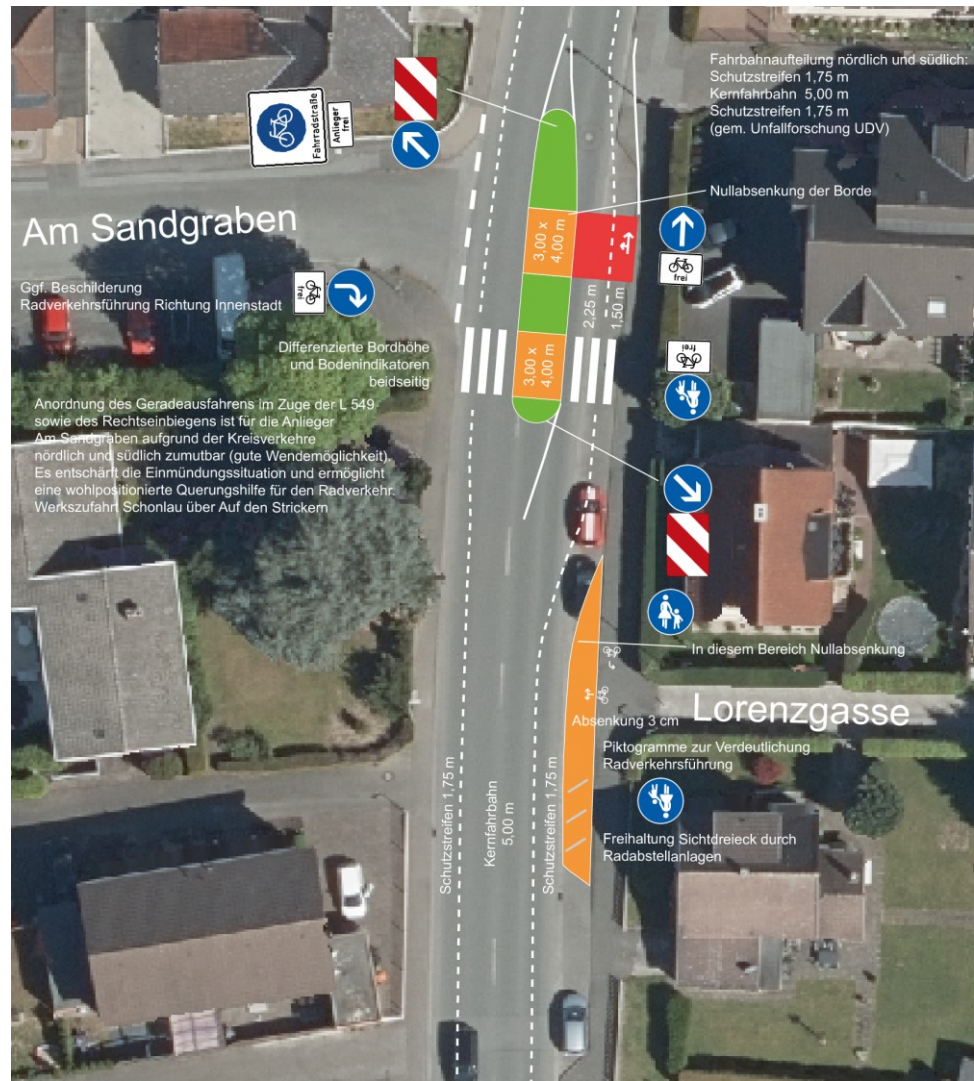 Fahrbahnaufteilung nördlich und südlich:
Schutzstreifen 1,75 m
Kernfahrbahn 5,00 m
Schutzstreifen 1,75 m
(gem. Unfallforschung UDV)
Fahrradstraße
Anlieger
frei
Nullabsenkung der Borde
Am Sandgraben
3,00 x
4,00 m
frei
2,25 m
1,50 m
Ggf. Beschilderung
Radverkehrsführung Richtung Innenstadt
frei
Differenzierte Bordhöhe
und Bodenindikatoren
beidseitig
3,00 x
4,00 m
frei
Anordnung des Geradeausfahrens im Zuge der L 549
sowie des Rechtseinbiegens ist für die Anlieger
Am Sandgraben aufgrund der Kreisverkehre
nördlich und südlich zumutbar (gute Wendemöglichkeit).
Es entschärft die Einmündungssituation und ermöglicht
eine wohlpositionierte Querungshilfe für den Radverkehr.
Werkszufahrt Schonlau über Auf den Strickern
In diesem Bereich Nullabsenkung
Lorenzgasse
Absenkung 3 cm
Piktogramme zur Verdeutlichung
Radverkehrsführung
Freihaltung Sichtdreieck durch
Radabstellanlagen
Schutzstreifen 1,75 m
Kernfahrbahn
5,00 m
Schutzstreifen 1,75 m